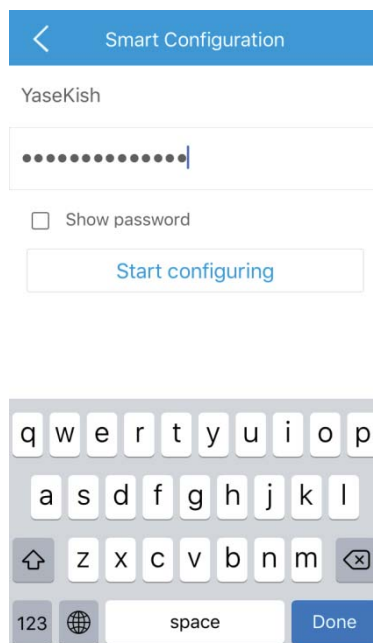 Smart Configuration
YaseKish
●●●●●●●●●●●●●●
Show password
Start configuring
q w e r t y u i o p
a s d f g h j k l
z x c v b n m
123 space Done